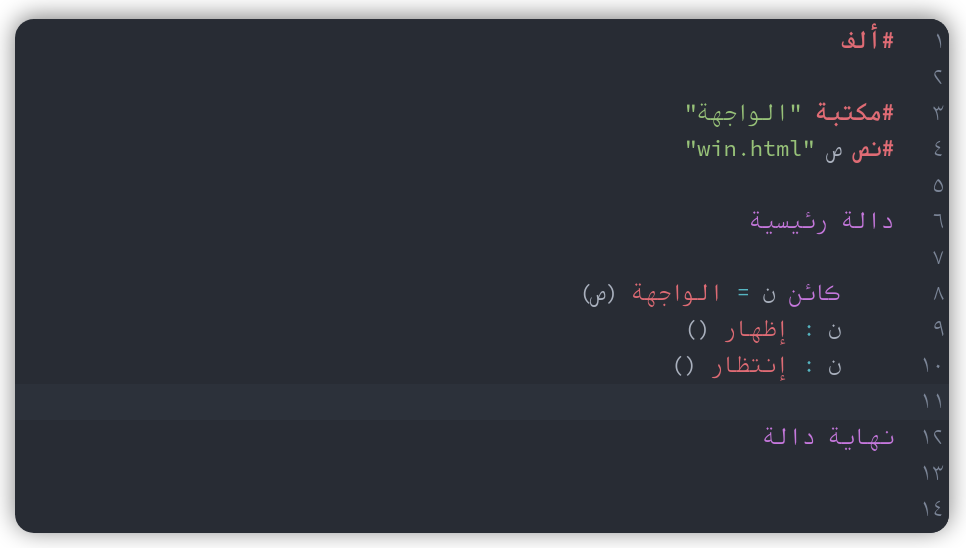 ١ #ألف
٢
٣ #مكتبة "الواجهة"
٤ #نص ص "win.html"
٥
٦ دالة رئيسية
٧
٨ كائن ن = الواجهة (ص)
٩ ن : إظهار ()
١٠ ن : إنتظار ()
١١
١٢ نهاية دالة
١٣
١٤